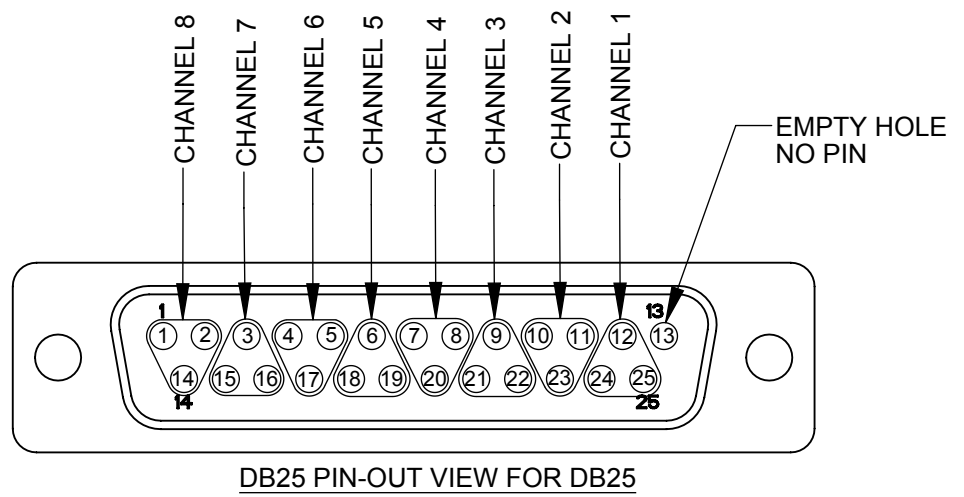 CHANNEL 8
CHANNEL 7
CHANNEL 6
CHANNEL 5
CHANNEL 4
CHANNEL 3
CHANNEL 2
CHANNEL 1
EMPTY HOLE
NO PIN
1 13
1 2 3 4 5 6 7 8 9 10 11 12 13
14 15 16 17 18 19 20 21 22 23 24 25
14 25
DB25 PIN-OUT VIEW FOR DB25